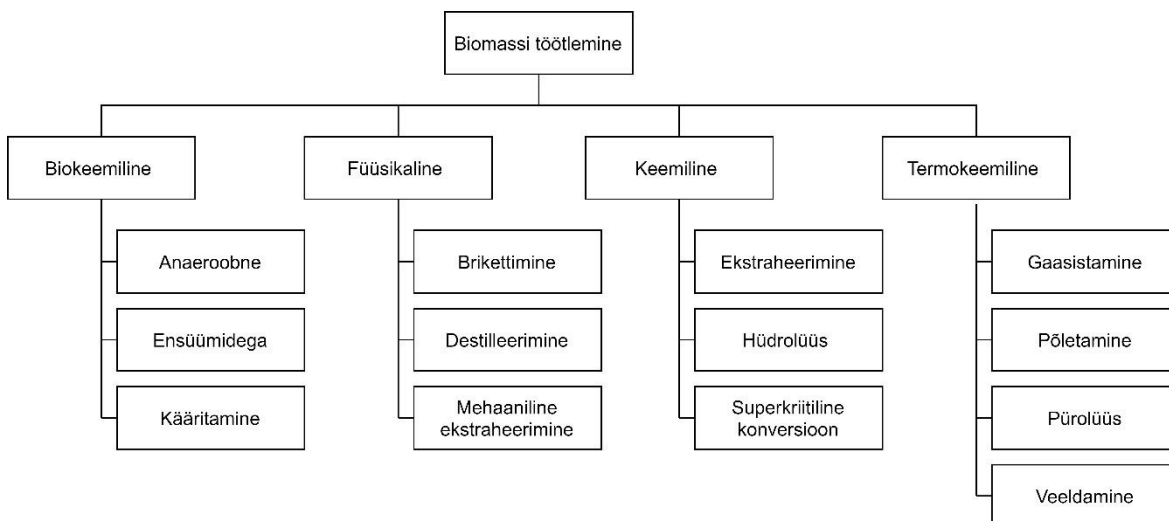 Biomassi töötlemine
Biokeemiline
Füüsikaline
Keemiline
Termokeemiline
Anaeroobne
Brikettimine
Ekstraheerimine
Gaasistamine
Ensüümidega
Destilleerimine
Hüdrolüüs
Põletamine
Kääritamine
Mehaaniline
ekstraheerimine
Superkriitiline
konversioon
Pürolüüs
Veeldamine